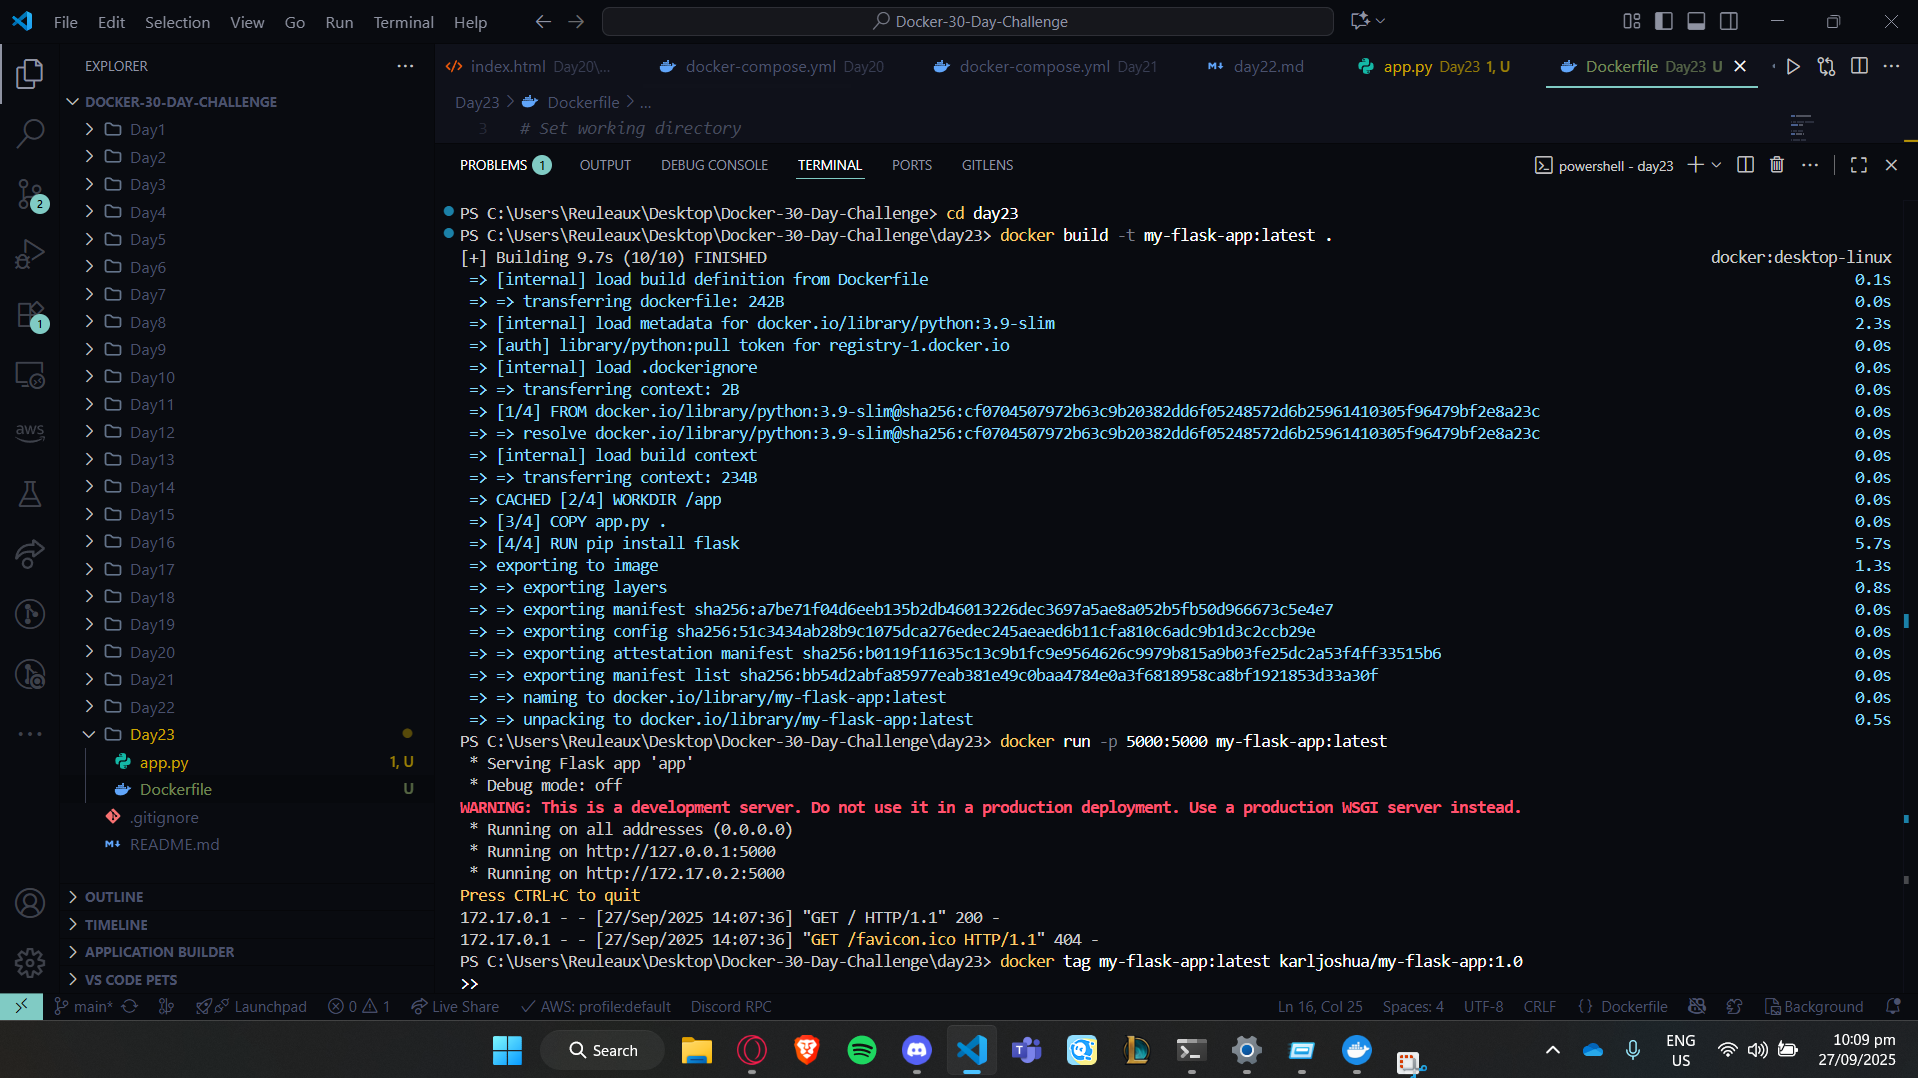 File Edit Selection View Go Run Terminal Help
Docker-30-Day-Challenge
EXPLORER
DOCKER-30-DAY-CHALLENGE
Day1
Day2
Day3
Day4
Day5
Day6
Day7
Day8
Day9
Day10
Day11
Day12
Day13
Day14
Day15
Day16
Day17
Day18
Day19
Day20
Day21
Day22
Day23
app.py 1, U
Dockerfile U
.gitignore
README.md
OUTLINE
TIMELINE
APPLICATION BUILDER
VS CODE PETS
2
1
aws
index.html Day20\...
docker-compose.yml Day20
docker-compose.yml Day21
day22.md
app.py Day23 1, U
Dockerfile Day23 U
Day23 > Dockerfile > ...
3 # Set working directory
PROBLEMS 1 OUTPUT DEBUG CONSOLE TERMINAL PORTS GITLENS
powershell - day23
PS C:\Users\Reuleaux\Desktop\Docker-30-Day-Challenge> cd day23
PS C:\Users\Reuleaux\Desktop\Docker-30-Day-Challenge\day23> docker build -t my-flask-app:latest .
[+] Building 9.7s (10/10) FINISHED docker:desktop-linux
=> [internal] load build definition from Dockerfile 0.1s
=> => transferring dockerfile: 242B 0.0s
=> [internal] load metadata for docker.io/library/python:3.9-slim 2.3s
=> [auth] library/python:pull token for registry-1.docker.io 0.0s
=> [internal] load .dockerignore 0.0s
=> => transferring context: 2B 0.0s
=> [1/4] FROM docker.io/library/python:3.9-slim@sha256:cf0704507972b63c9b20382dd6f05248572d6b25961410305f96479bf2e8a23c 0.0s
=> => resolve docker.io/library/python:3.9-slim@sha256:cf0704507972b63c9b20382dd6f05248572d6b25961410305f96479bf2e8a23c 0.0s
=> [internal] load build context 0.0s
=> => transferring context: 234B 0.0s
=> CACHED [2/4] WORKDIR /app 0.0s
=> [3/4] COPY app.py . 0.0s
=> [4/4] RUN pip install flask 5.7s
=> exporting to image 1.3s
=> => exporting layers 0.8s
=> => exporting manifest sha256:a7be71f04d6eeb135b2db46013226dec3697a5ae8a052b5fb50d966673c5e4e7 0.0s
=> => exporting config sha256:51c3434ab28b9c1075dca276edec245aeaed6b11cfa810c6adc9b1d3c2ccb29e 0.0s
=> => exporting attestation manifest sha256:b0119f11635c13c9b1fc9e9564626c9979b815a9b03fe25dc2a53f4ff33515b6 0.0s
=> => exporting manifest list sha256:bb54d2abfa85977eab381e49c0baa4784e0a3f6818958ca8bf1921853d33a30f 0.0s
=> => naming to docker.io/library/my-flask-app:latest 0.0s
=> => unpacking to docker.io/library/my-flask-app:latest 0.5s
PS C:\Users\Reuleaux\Desktop\Docker-30-Day-Challenge\day23> docker run -p 5000:5000 my-flask-app:latest
* Serving Flask app 'app'
* Debug mode: off
WARNING: This is a development server. Do not use it in a production deployment. Use a production WSGI server instead.
* Running on all addresses (0.0.0.0)
* Running on http://127.0.0.1:5000
* Running on http://172.17.0.2:5000
Press CTRL+C to quit
172.17.0.1 - - [27/Sep/2025 14:07:36] "GET / HTTP/1.1" 200 -
172.17.0.1 - - [27/Sep/2025 14:07:36] "GET /favicon.ico HTTP/1.1" 404 -
PS C:\Users\Reuleaux\Desktop\Docker-30-Day-Challenge\day23> docker tag my-flask-app:latest karljoshua/my-flask-app:1.0
>>
main* Launchpad 0 1 Live Share AWS: profile:default Discord RPC Ln 16, Col 25 Spaces: 4 UTF-8 CRLF {} Dockerfile Background
Search
ENG
US
10:09 pm
27/09/2025